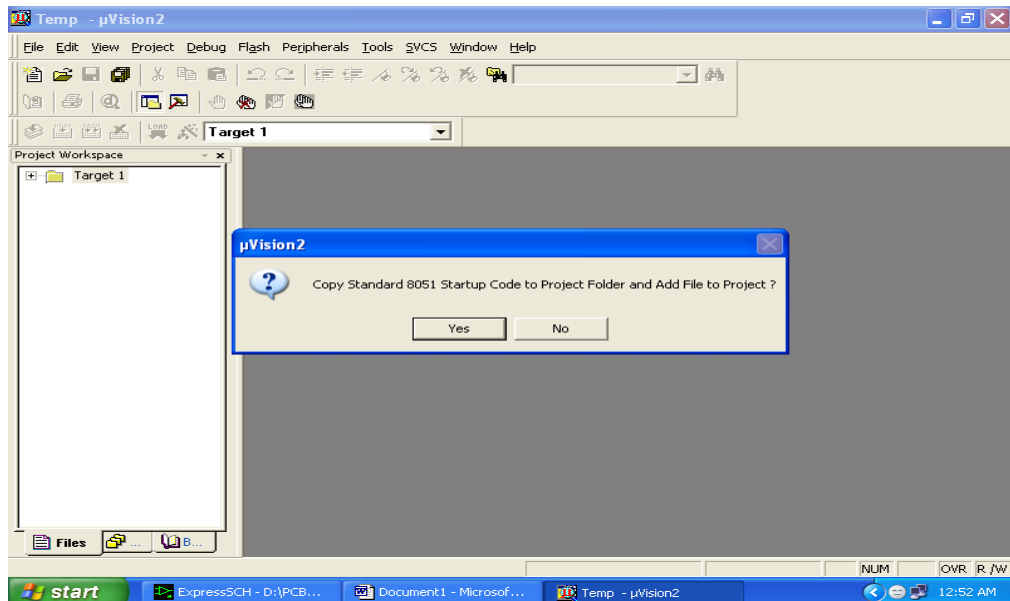 Temp - µVision2
File Edit View Project Debug Flash Peripherals Tools SVCS Window Help
LOAD Target 1
Project Workspace
Target 1
µVision2
Copy Standard 8051 Startup Code to Project Folder and Add File to Project ?
Yes No
Files ... B...
NUM OVR R /W
start ExpressSCH - D:\PCB... Document1 - Microsof... Temp - µVision2 12:52 AM